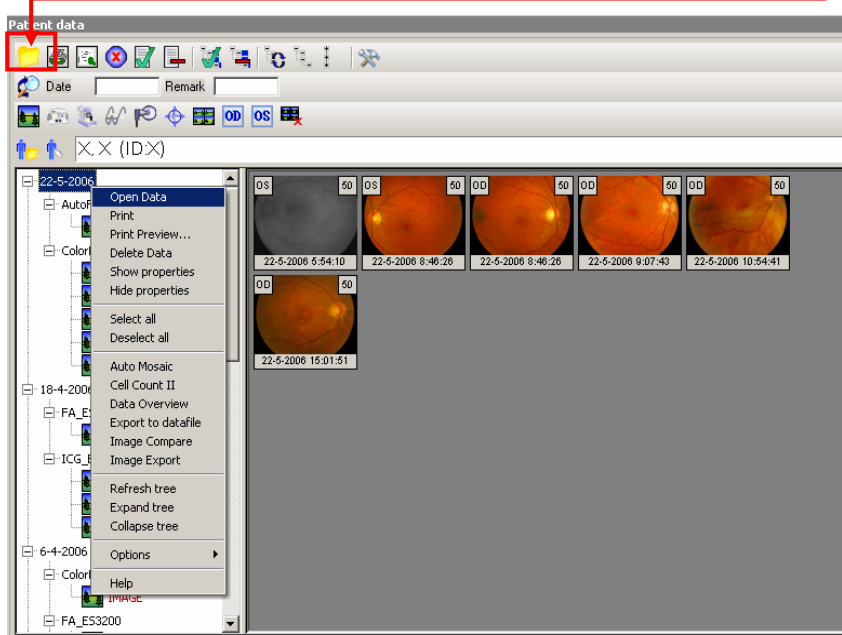 Patient data
Date
Remark
OD
OS
X, X (ID:X)
22-5-2006
AutoF
Colorl
18-4-2006
FA_ES
ICG_E
6-4-2006
Colorl
IMAGE
FA_ES3200
Open Data
Print
Print Preview...
Delete Data
Show properties
Hide properties
Select all
Deselect all
Auto Mosaic
Cell Count II
Data Overview
Export to datafile
Image Compare
Image Export
Refresh tree
Expand tree
Collapse tree
Options
Help
OS 50
22-5-2006 5:54:10
OS 50
22-5-2006 8:46:26
OD 50
22-5-2006 8:46:26
OD 50
22-5-2006 9:07:43
OD 50
22-5-2006 10:54:41
OD 50
22-5-2006 15:01:51